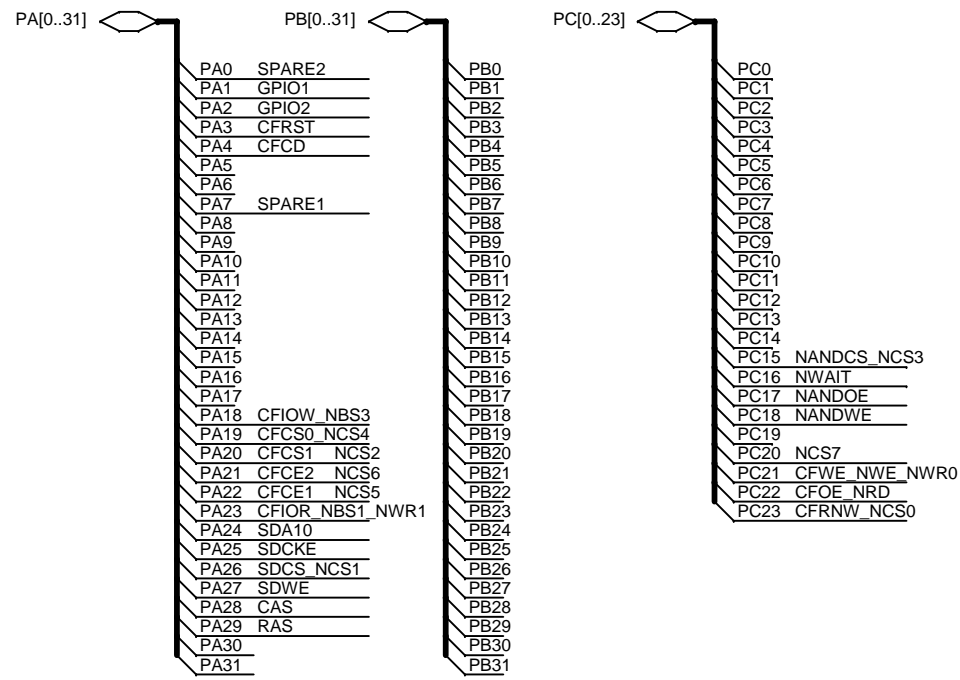 PA[0..31]
PA0 SPARE2
PA1 GPIO1
PA2 GPIO2
PA3 CFRST
PA4 CFCD
PA5
PA6
PA7 SPARE1
PA8
PA9
PA10
PA11
PA12
PA13
PA14
PA15
PA16
PA17
PA18 CFIOW_NBS3
PA19 CFCS0_NCS4
PA20 CFCS1 NCS2
PA21 CFCE2 NCS6
PA22 CFCE1 NCS5
PA23 CFIOR_NBS1_NWR1
PA24 SDA10
PA25 SDCKE
PA26 SDCS_NCS1
PA27 SDWE
PA28 CAS
PA29 RAS
PA30
PA31
PB[0..31]
PB0
PB1
PB2
PB3
PB4
PB5
PB6
PB7
PB8
PB9
PB10
PB11
PB12
PB13
PB14
PB15
PB16
PB17
PB18
PB19
PB20
PB21
PB22
PB23
PB24
PB25
PB26
PB27
PB28
PB29
PB30
PB31
PC[0..23]
PC0
PC1
PC2
PC3
PC4
PC5
PC6
PC7
PC8
PC9
PC10
PC11
PC12
PC13
PC14
PC15 NANDCS_NCS3
PC16 NWAIT
PC17 NANDOE
PC18 NANDWE
PC19
PC20 NCS7
PC21 CFWE_NWE_NWR0
PC22 CFOE_NRD
PC23 CFRNW_NCS0